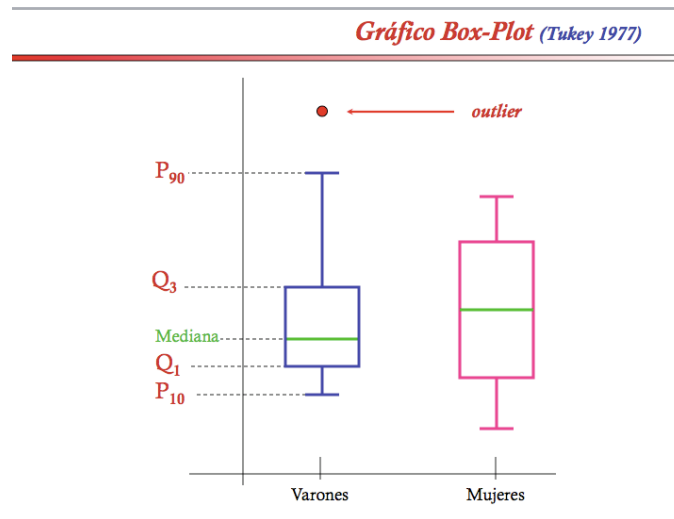 Gráfico Box-Plot (Tukey 1977)
outlier
P90
Q3
Mediana
Q1
P10
Varones Mujeres